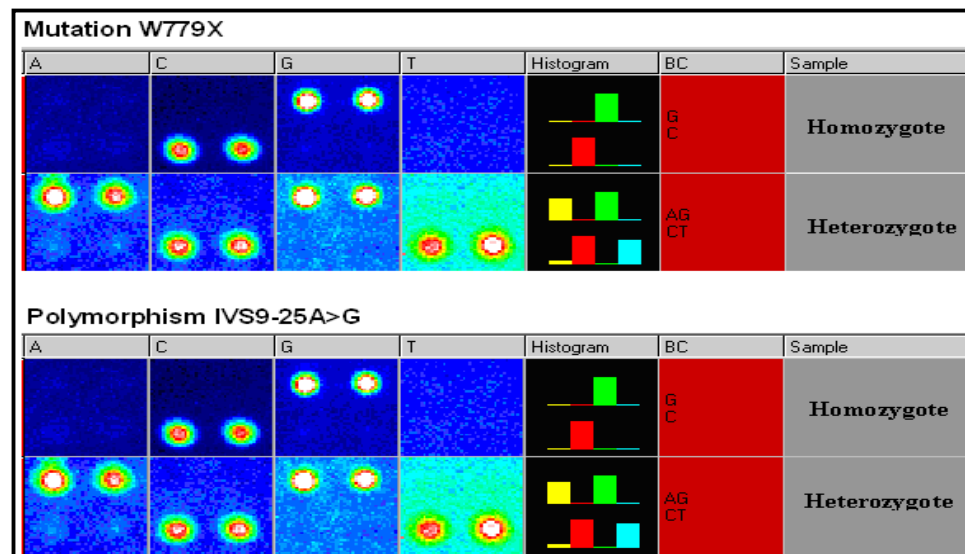 Mutation W779X
A C G T Histogram BC Sample
G
C
Homozygote
AG
CT
Heterozygote
Polymorphism IVS9-25A>G
A C G T Histogram BC Sample
G
C
Homozygote
AG
CT
Heterozygote